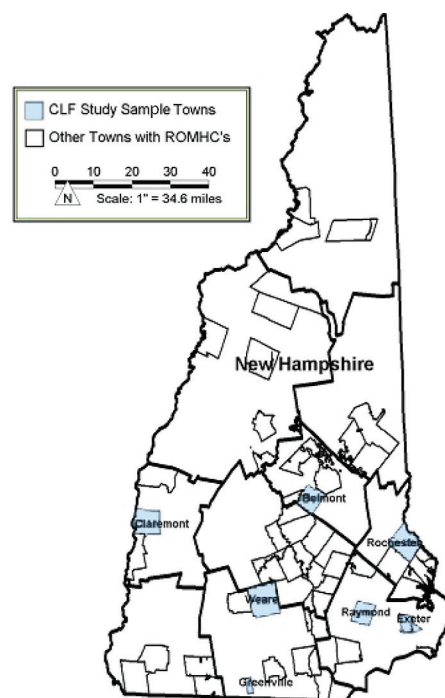 CLF Study Sample Towns
Other Towns with ROMHC's
0 10 20 30 40
N
Scale: 1" = 34.6 miles
New Hampshire
Belmont
Claremont
Rochester
Weare
Raymond
Exeter
Greenville